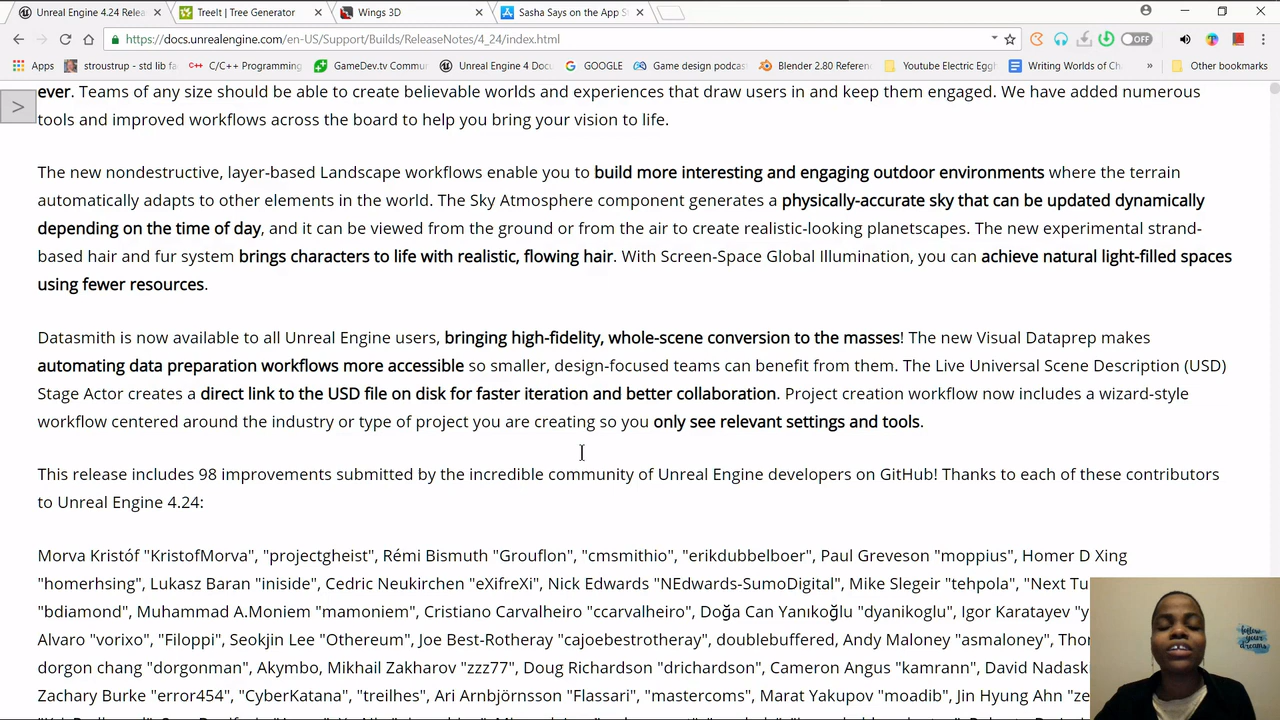 Unreal Engine 4.24 Relea
TreeIt | Tree Generator
Wings 3D
Sasha Says on the App S
https://docs.unrealengine.com/en-US/Support/Builds/ReleaseNotes/4_24/index.html
OFF
Apps
stroustrup - std lib fa
C/C++ Programming
GameDev.tv Commu
Unreal Engine 4 Docu
GOOGLE
Game design podcas
Blender 2.80 Referen
Youtube Electric Eggp
Writing Worlds of Ch
»
Other bookmarks
>
ever. Teams of any size should be able to create believable worlds and experiences that draw users in and keep them engaged. We have added numerous
tools and improved workflows across the board to help you bring your vision to life.
The new nondestructive, layer-based Landscape workflows enable you to build more interesting and engaging outdoor environments where the terrain
automatically adapts to other elements in the world. The Sky Atmosphere component generates a physically-accurate sky that can be updated dynamically
depending on the time of day, and it can be viewed from the ground or from the air to create realistic-looking planetscapes. The new experimental strand-
based hair and fur system brings characters to life with realistic, flowing hair. With Screen-Space Global Illumination, you can achieve natural light-filled spaces
using fewer resources.
Datasmith is now available to all Unreal Engine users, bringing high-fidelity, whole-scene conversion to the masses! The new Visual Dataprep makes
automating data preparation workflows more accessible so smaller, design-focused teams can benefit from them. The Live Universal Scene Description (USD)
Stage Actor creates a direct link to the USD file on disk for faster iteration and better collaboration. Project creation workflow now includes a wizard-style
workflow centered around the industry or type of project you are creating so you only see relevant settings and tools.
This release includes 98 improvements submitted by the incredible community of Unreal Engine developers on GitHub! Thanks to each of these contributors
to Unreal Engine 4.24:
Morva Kristóf "KristofMorva", "projectgheist", Rémi Bismuth "Grouflon", "cmsmithio", "erikdubbelboer", Paul Greveson "moppius", Homer D Xing
"homerhsing", Lukasz Baran "iniside", Cedric Neukirchen "eXifreXi", Nick Edwards "NEdwards-SumoDigital", Mike Slegeir "tehpola", "Next Tu
"bdiamond", Muhammad A.Moniem "mamoniem", Cristiano Carvalheiro "ccarvalheiro", Doğa Can Yanıkoğlu "dyanikoglu", Igor Karatayev "y
Alvaro "vorixo", "Filoppi", Seokjin Lee "Othereum", Joe Best-Rotheray "cajoebestrotheray", doublebuffered, Andy Maloney "asmaloney", Thor
dorgon chang "dorgonman", Akymbo, Mikhail Zakharov "zzz77", Doug Richardson "drichardson", Cameron Angus "kamrann", David Nadask
Zachary Burke "error454", "CyberKatana", "treilhes", Ari Arnbjörnsson "Flassari", "mastercoms", Marat Yakupov "moadib", Jin Hyung Ahn "ze
follow
your
dreams